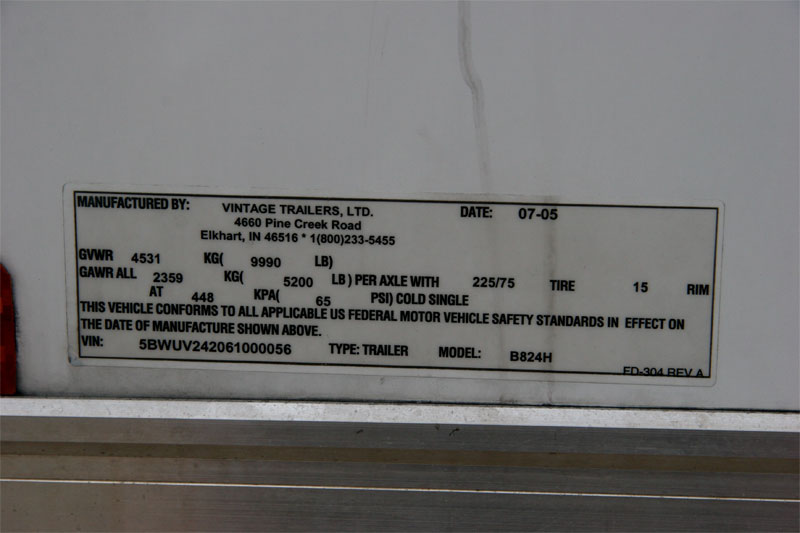 MANUFACTURED BY: VINTAGE TRAILERS, LTD. DATE: 07-05
4660 Pine Creek Road
Elkhart, IN 46516 * 1(800)233-5455
GVWR 4531 KG( 9990 LB)
GAWR ALL 2359 KG( 5200 LB ) PER AXLE WITH 225/75 TIRE 15 RIM
AT 448 KPA( 65 PSI) COLD SINGLE
THIS VEHICLE CONFORMS TO ALL APPLICABLE US FEDERAL MOTOR VEHICLE SAFETY STANDARDS IN EFFECT ON
THE DATE OF MANUFACTURE SHOWN ABOVE.
VIN: 5BWUV242061000056 TYPE: TRAILER MODEL: B824H
FD-304 REV A